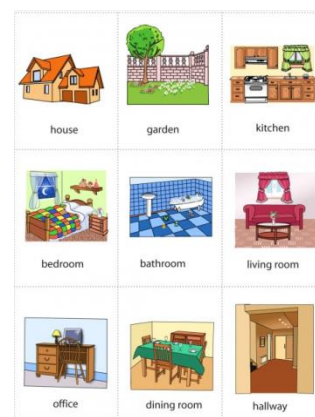 house
garden
kitchen
bedroom
bathroom
living room
office
dining room
hallway